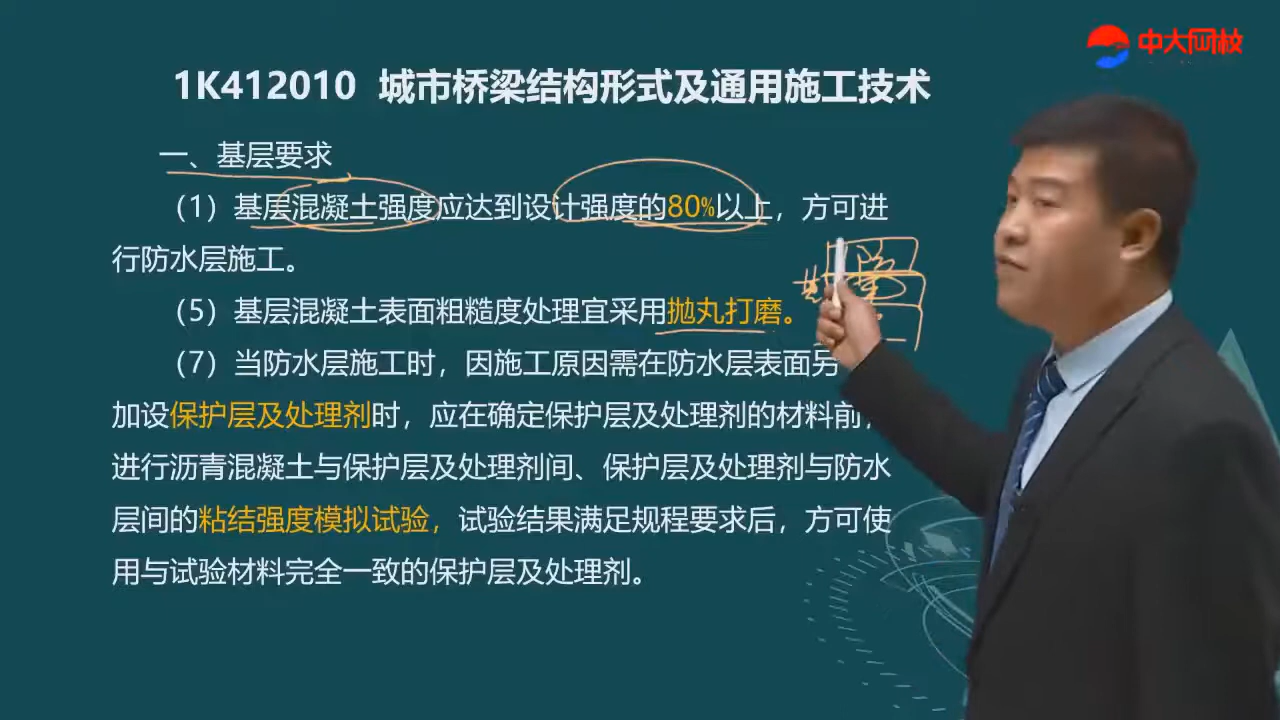 中大网校
1K412010 城市桥梁结构形式及通用施工技术
一、基层要求
（1）基层混凝土强度应达到设计强度的80%以上，方可进
行防水层施工。
（5）基层混凝土表面粗糙度处理宜采用抛丸打磨。
（7）当防水层施工时，因施工原因需在防水层表面另
加设保护层及处理剂时，应在确定保护层及处理剂的材料前，
进行沥青混凝土与保护层及处理剂间、保护层及处理剂与防水
层间的粘结强度模拟试验，试验结果满足规程要求后，方可使
用与试验材料完全一致的保护层及处理剂。